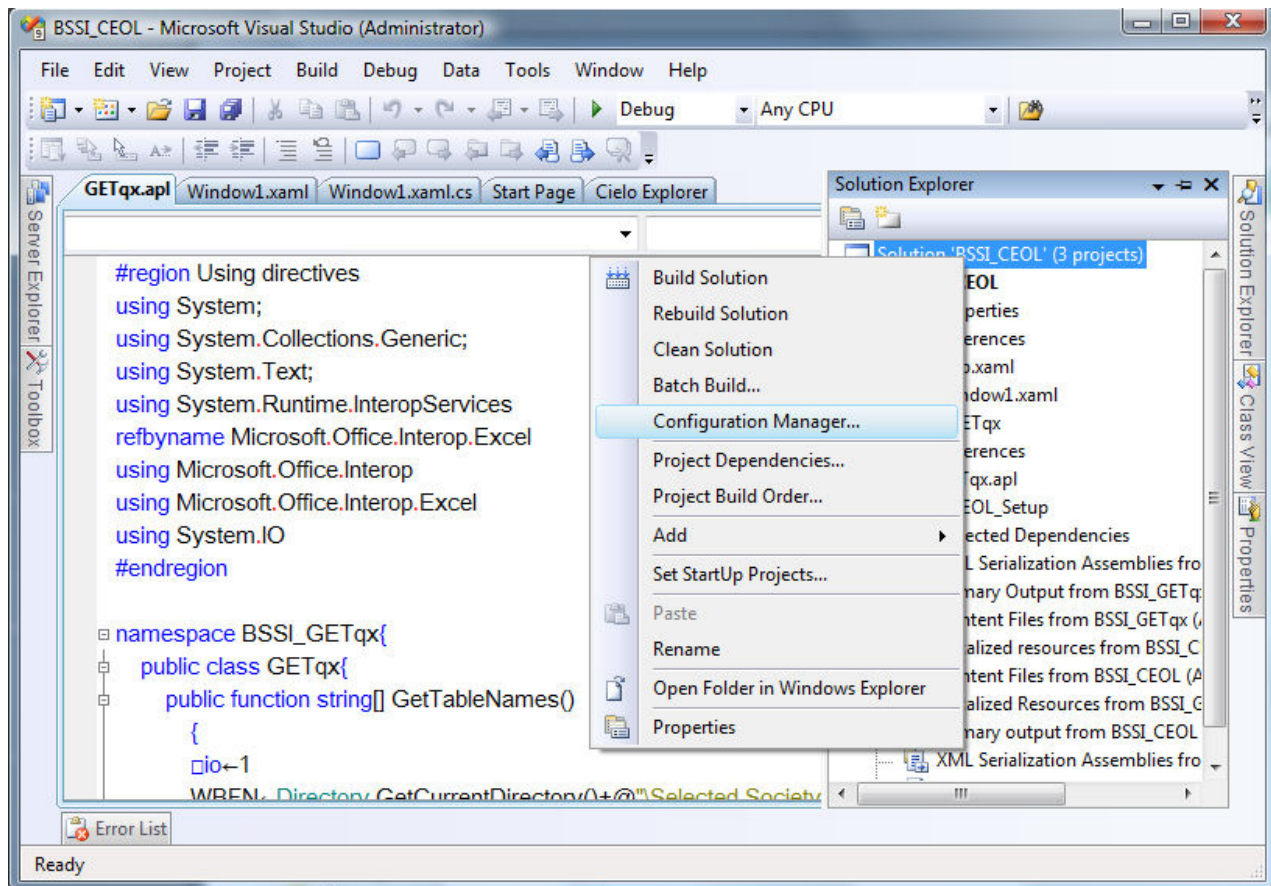 BSSI_CEOL - Microsoft Visual Studio (Administrator)
File Edit View Project Build Debug Data Tools Window Help
Debug Any CPU
GETqx.apl Window1.xaml Window1.xaml.cs Start Page Cielo Explorer
Server Explorer
Toolbox
#region Using directives
using System;
using System.Collections.Generic;
using System.Text;
using System.Runtime.InteropServices
refbyname Microsoft.Office.Interop.Excel
using Microsoft.Office.Interop
using Microsoft.Office.Interop.Excel
using System.IO
#endregion
namespace BSSI_GETqx{
public class GETqx{
public function string[] GetTableNames()
{
⎕io←1
WBFN← Directory.GetCurrentDirectory()+@"\Selected Society
Build Solution
Rebuild Solution
Clean Solution
Batch Build...
Configuration Manager...
Project Dependencies...
Project Build Order...
Add
Set StartUp Projects...
Paste
Rename
Open Folder in Windows Explorer
Properties
Solution Explorer
Solution 'BSSI_CEOL' (3 projects)
EOL
perties
erences
p.xaml
ndow1.xaml
ETqx
erences
Tqx.apl
EOL_Setup
ected Dependencies
L Serialization Assemblies fro
mary Output from BSSI_GETq
ntent Files from BSSI_GETqx (
alized resources from BSSI_C
ntent Files from BSSI_CEOL (A
alized Resources from BSSI_G
mary output from BSSI_CEOL
XML Serialization Assemblies fro
Solution Explorer
Class View
Properties
Error List
Ready